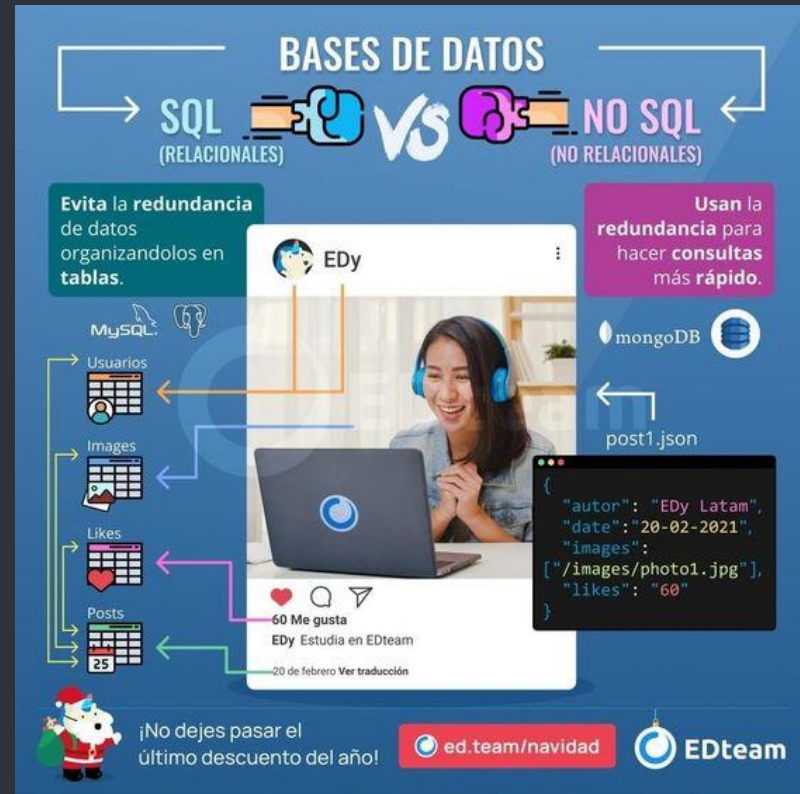 BASES DE DATOS
SQL
(RELACIONALES)
VS
NO SQL
(NO RELACIONALES)
Evita la redundancia
de datos
organizandolos en
tablas.
Usan la
redundancia para
hacer consultas
más rápido.
EDy
MySQL.
mongoDB
Usuarios
Images
Likes
Posts
25
EDteam
post1.json
{
"autor": "EDy Latam",
"date":"20-02-2021",
"images":
["/images/photo1.jpg"],
"likes": "60"
}
60 Me gusta
EDy Estudia en EDteam
20 de febrero Ver traducción
¡No dejes pasar el
último descuento del año!
ed.team/navidad
EDteam